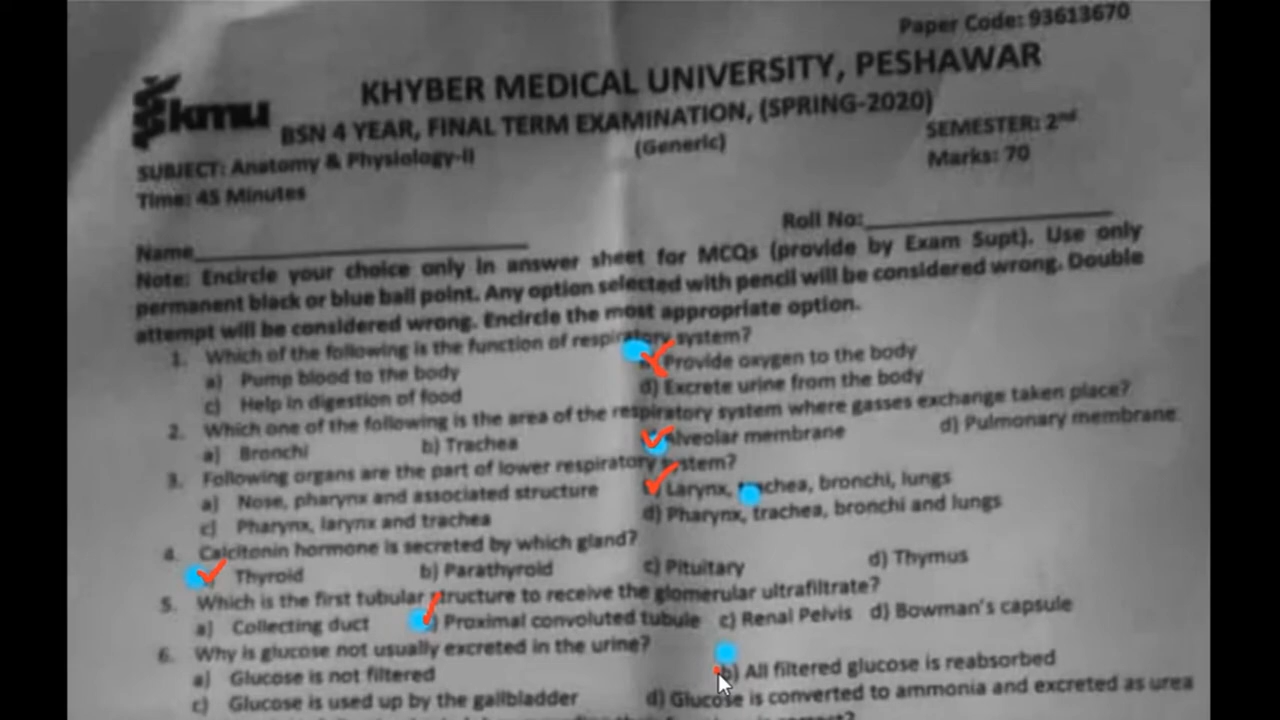 Paper Code: 93613670
kmu
KHYBER MEDICAL UNIVERSITY, PESHAWAR
BSN 4 YEAR, FINAL TERM EXAMINATION, (SPRING-2020)
(Generic)
SEMESTER: 2nd
SUBJECT: Anatomy & Physiology-II
Marks: 70
Time: 45 Minutes
Roll No:
Name
Note: Encircle your choice only in answer sheet for MCQs (provide by Exam Supt). Use only
permanent black or blue ball point. Any option selected with pencil will be considered wrong. Double
attempt will be considered wrong. Encircle the most appropriate option.
1. Which of the following is the function of respiratory system?
a) Pump blood to the body Provide oxygen to the body
c) Help in digestion of food d) Excrete urine from the body
2. Which one of the following is the area of the respiratory system where gasses exchange taken place?
a) Bronchi b) Trachea Alveolar membrane d) Pulmonary membrane
3. Following organs are the part of lower respiratory system?
a) Nose, pharynx and associated structure Larynx, trachea, bronchi, lungs
c) Pharynx, larynx and trachea d) Pharynx, trachea, bronchi and lungs
4. Calcitonin hormone is secreted by which gland?
Thyroid b) Parathyroid c) Pituitary d) Thymus
5. Which is the first tubular structure to receive the glomerular ultrafiltrate?
a) Collecting duct ) Proximal convoluted tubule c) Renal Pelvis d) Bowman's capsule
6. Why is glucose not usually excreted in the urine?
a) Glucose is not filtered b) All filtered glucose is reabsorbed
c) Glucose is used up by the gallbladder d) Glucose is converted to ammonia and excreted as urea